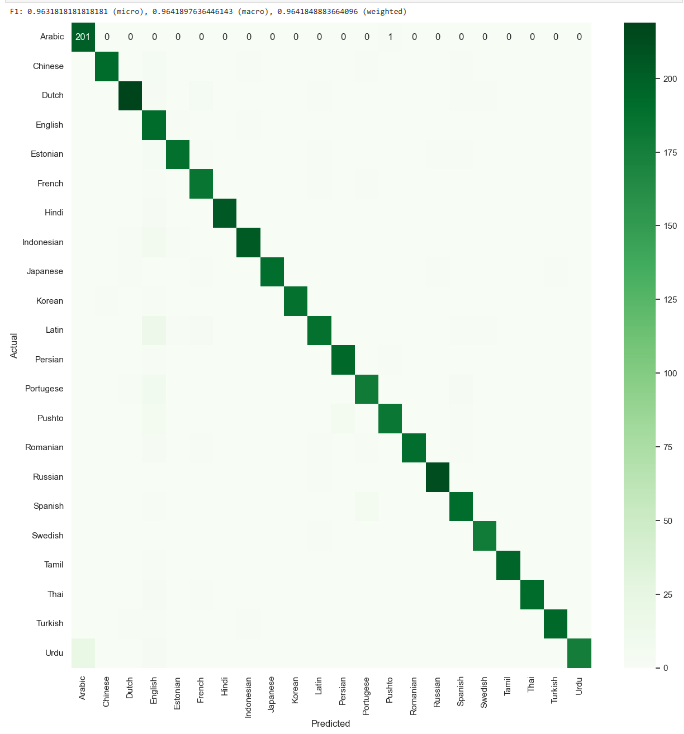 F1: 0.9631818181818181 (micro), 0.9641897636446143 (macro), 0.9641848883664096 (weighted)
Arabic 201 0 0 0 0 0 0 0 0 0 0 0 0 1 0 0 0 0 0 0 0 0
Chinese
Dutch
English
Estonian
French
Hindi
Indonesian
Japanese
Korean
Latin
Persian
Portugese
Pushto
Romanian
Russian
Spanish
Swedish
Tamil
Thai
Turkish
Urdu
Actual
Arabic
Chinese
Dutch
English
Estonian
French
Hindi
Indonesian
Japanese
Korean
Latin
Persian
Portugese
Pushto
Romanian
Russian
Spanish
Swedish
Tamil
Thai
Turkish
Urdu
Predicted
200
175
150
125
100
75
50
25
0